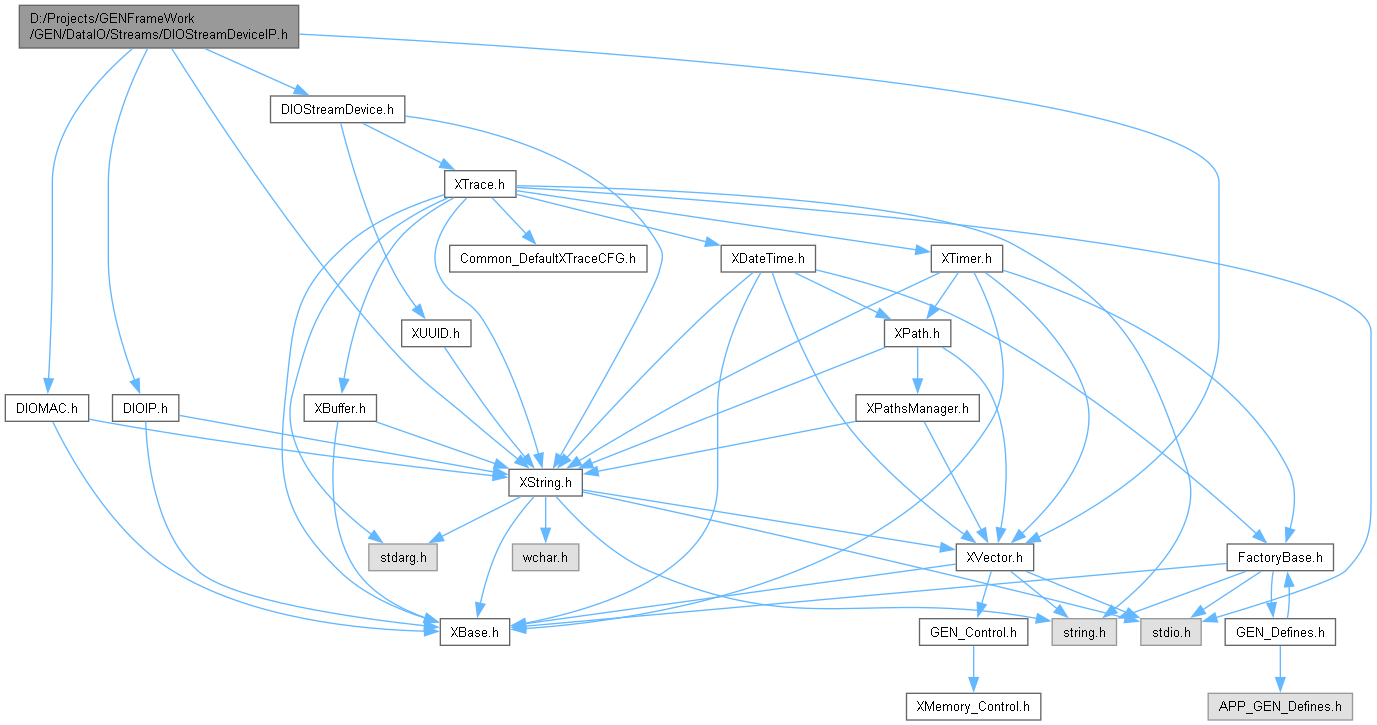 D:/Projects/GENFrameWork
/GEN/DataIO/Streams/DIOStreamDeviceIP.h
DIOStreamDevice.h
XTrace.h
Common_DefaultXTraceCFG.h
XDateTime.h
XTimer.h
XUUID.h
XPath.h
DIOMAC.h
DIOIP.h
XBuffer.h
XPathsManager.h
XString.h
stdarg.h
wchar.h
XVector.h
FactoryBase.h
XBase.h
GEN_Control.h
string.h
stdio.h
GEN_Defines.h
XMemory_Control.h
APP_GEN_Defines.h